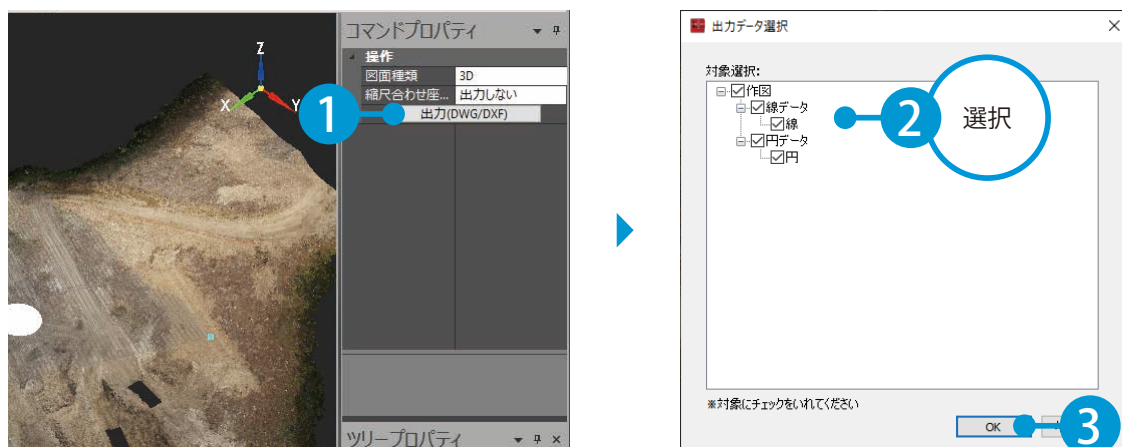 コマンドプロパティ
操作
図面種類 3D
縮尺合わせ座... 出力しない
出力(DWG/DXF)
Z
X
Y
1
ツリープロパティ
出力データ選択
対象選択:
作図
線データ
線
円データ
円
2
選択
※対象にチェックをいれてください
OK
3